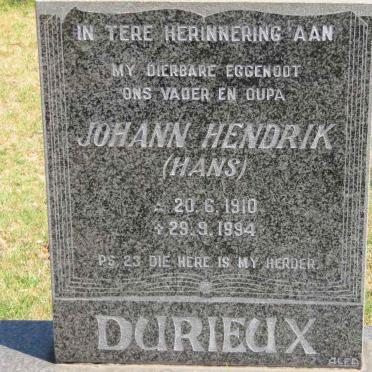 IN TERE HERINNERING AAN
MY DIERBARE EGGENOOT
ONS VADER EN OUPA
JOHANN HENDRIK
(HANS)
20.6.1910
29.9.1994
PS 23 DIE HERE IS MY HERDER.
DURIEUX